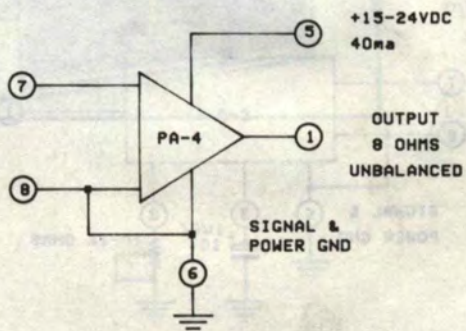 5
+15-24VDC
40ma
7
PA-4
1
OUTPUT
8 OHMS
UNBALANCED
8
SIGNAL &
POWER GND
6